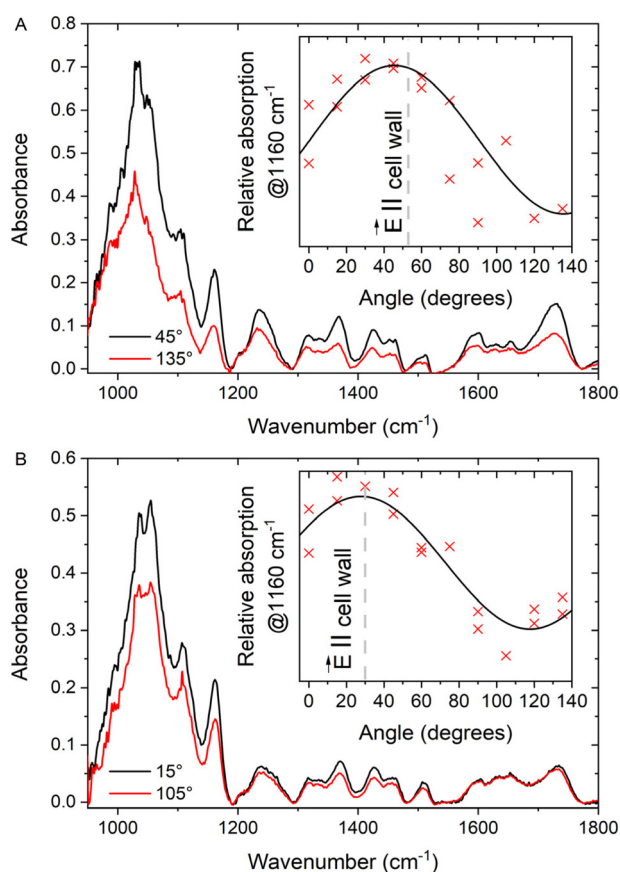 A
Absorbance
0.7
0.6
0.5
0.4
0.3
0.2
0.1
0.0
45°
135°
1000 1200 1400 1600 1800
Wavenumber (cm⁻¹)
Relative absorption
@1160 cm⁻¹
E II cell wall
0 20 40 60 80 100 120 140
Angle (degrees)
B
Absorbance
0.6
0.5
0.4
0.3
0.2
0.1
0.0
15°
105°
1000 1200 1400 1600 1800
Wavenumber (cm⁻¹)
Relative absorption
@1160 cm⁻¹
E II cell wall
0 20 40 60 80 100 120 140
Angle (degrees)